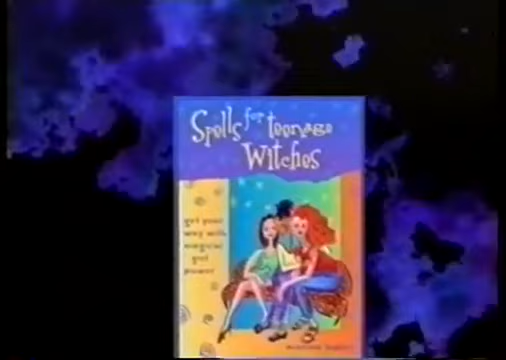 Spells for teenage
Witches
get your
way with
magical
girl
power